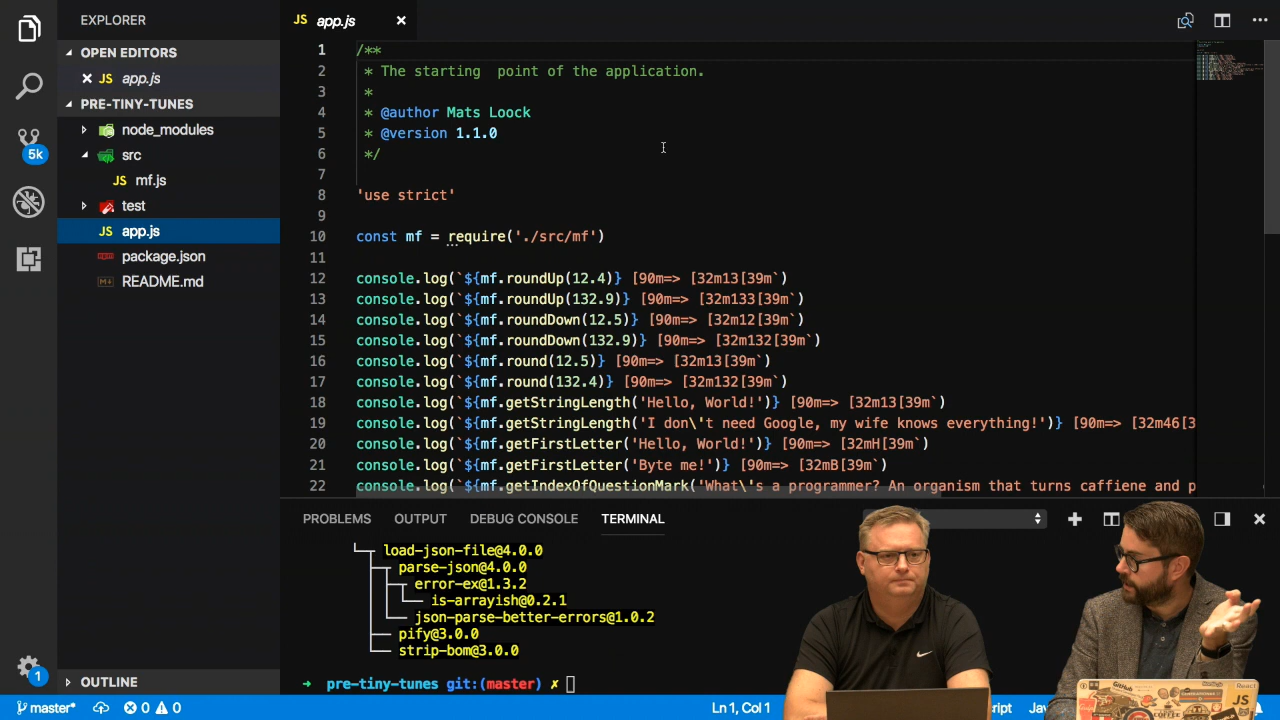 EXPLORER
OPEN EDITORS
JS app.js
PRE-TINY-TUNES
node_modules
src
JS mf.js
test
JS app.js
package.json
README.md
OUTLINE
5k
1
JS app.js
1 /**
2 * The starting  point of the application.
3 *
4 * @author Mats Loock
5 * @version 1.1.0
6 */
7
8 'use strict'
9
10 const mf = require('./src/mf')
11
12 console.log(`${mf.roundUp(12.4)} [90m=> [32m13[39m`)
13 console.log(`${mf.roundUp(132.9)} [90m=> [32m133[39m`)
14 console.log(`${mf.roundDown(12.5)} [90m=> [32m12[39m`)
15 console.log(`${mf.roundDown(132.9)} [90m=> [32m132[39m`)
16 console.log(`${mf.round(12.5)} [90m=> [32m13[39m`)
17 console.log(`${mf.round(132.4)} [90m=> [32m132[39m`)
18 console.log(`${mf.getStringLength('Hello, World!')} [90m=> [32m13[39m`)
19 console.log(`${mf.getStringLength('I don\'t need Google, my wife knows everything!')} [90m=> [32m46[3
20 console.log(`${mf.getFirstLetter('Hello, World!')} [90m=> [32mH[39m`)
21 console.log(`${mf.getFirstLetter('Byte me!')} [90m=> [32mB[39m`)
22 console.log(`${mf.getIndexOfQuestionMark('What\'s a programmer? An organism that turns caffiene and p
PROBLEMS OUTPUT DEBUG CONSOLE TERMINAL
load-json-file@4.0.0
parse-json@4.0.0
error-ex@1.3.2
is-arrayish@0.2.1
json-parse-better-errors@1.0.2
pify@3.0.0
strip-bom@3.0.0
➜ pre-tiny-tunes git:(master) ✗
master* 0 0 Ln 1, Col 1 ript Jav
GitHub
React
JS